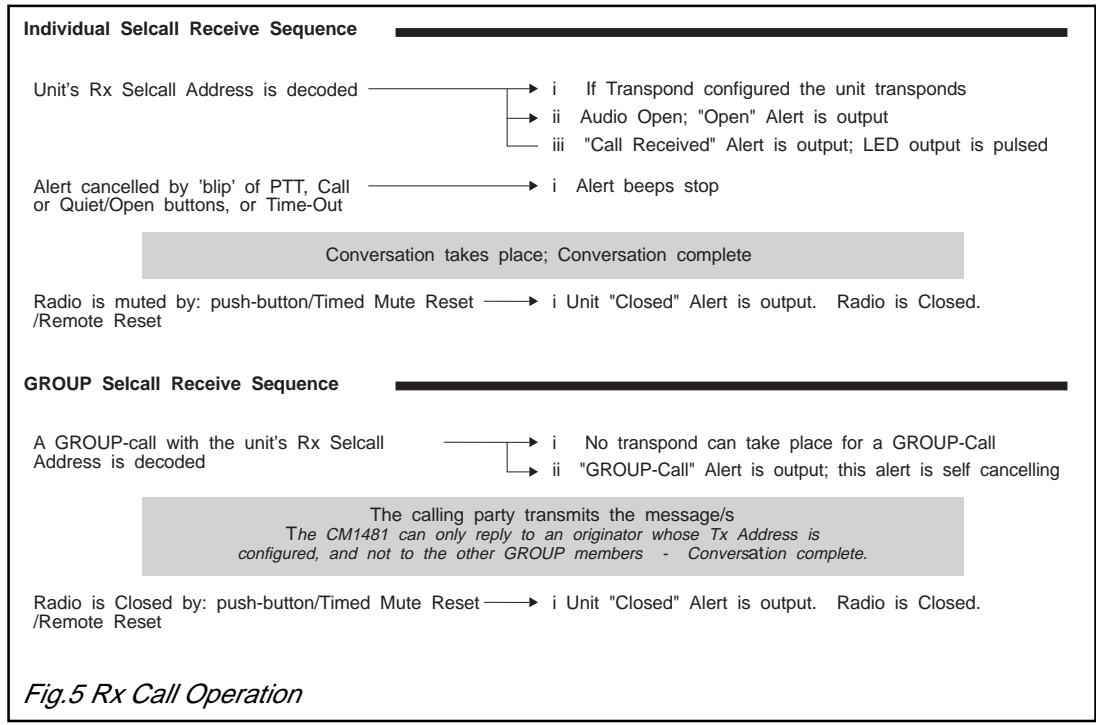 Individual Selcall Receive Sequence
Unit's Rx Selcall Address is decoded
i If Transpond configured the unit transponds
ii Audio Open; "Open" Alert is output
iii "Call Received" Alert is output; LED output is pulsed
Alert cancelled by 'blip' of PTT, Call
or Quiet/Open buttons, or Time-Out
i Alert beeps stop
Conversation takes place; Conversation complete
Radio is muted by: push-button/Timed Mute Reset
/Remote Reset
i Unit "Closed" Alert is output. Radio is Closed.
GROUP Selcall Receive Sequence
A GROUP-call with the unit's Rx Selcall
Address is decoded
i No transpond can take place for a GROUP-Call
ii "GROUP-Call" Alert is output; this alert is self cancelling
The calling party transmits the message/s
The CM1481 can only reply to an originator whose Tx Address is
configured, and not to the other GROUP members - Conversation complete.
Radio is Closed by: push-button/Timed Mute Reset
/Remote Reset
i Unit "Closed" Alert is output. Radio is Closed.
Fig.5 Rx Call Operation